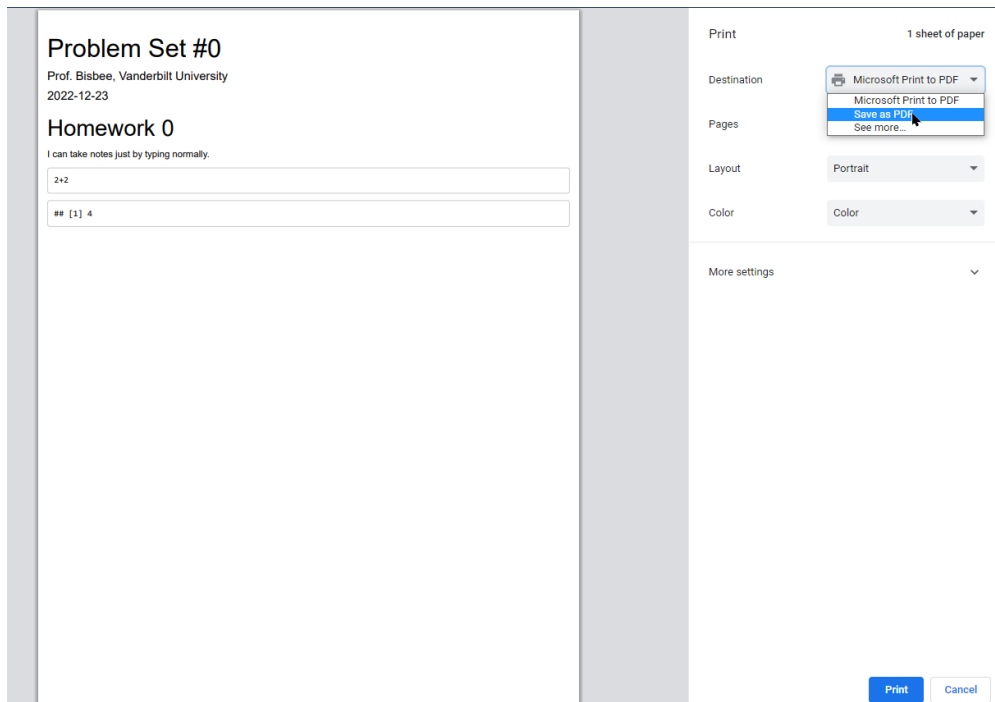 Problem Set #0
Prof. Bisbee, Vanderbilt University
2022-12-23
Homework 0
I can take notes just by typing normally.
2+2
## [1] 4
Print 1 sheet of paper
Destination Microsoft Print to PDF
Microsoft Print to PDF
Save as PDF
See more...
Pages
Layout Portrait
Color Color
More settings
Print Cancel